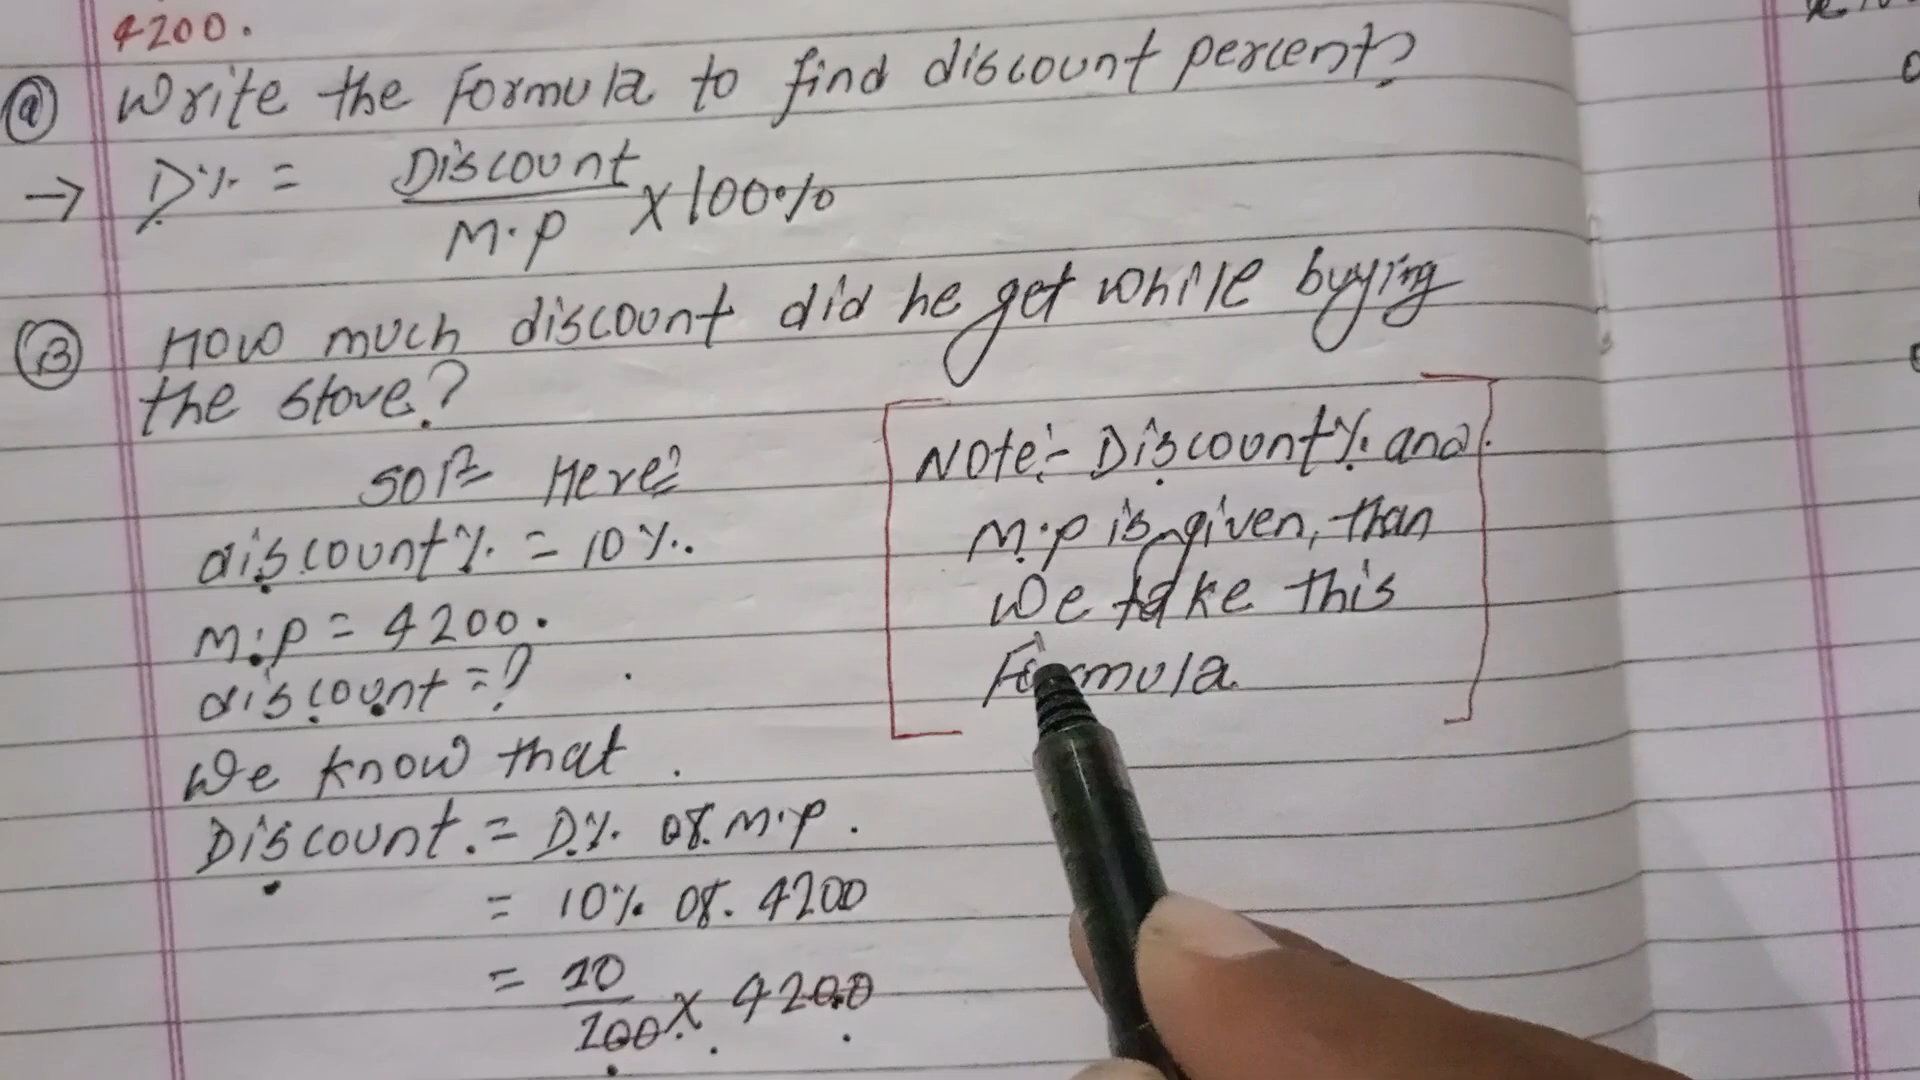 4200.
(a) Write the Formula to find discount percent?
→ D% = Discount / M.P × 100%
(B) How much discount did he get while buying
the stove?
Solⁿ Here,
discount% = 10%.
M.P = 4200.
discount = ?
We know that.
Discount. = D% of M.P.
= 10% of. 4200
= 10/100 × 4200
Note:- Discount% and
M.P is given, than
we take this
Formula